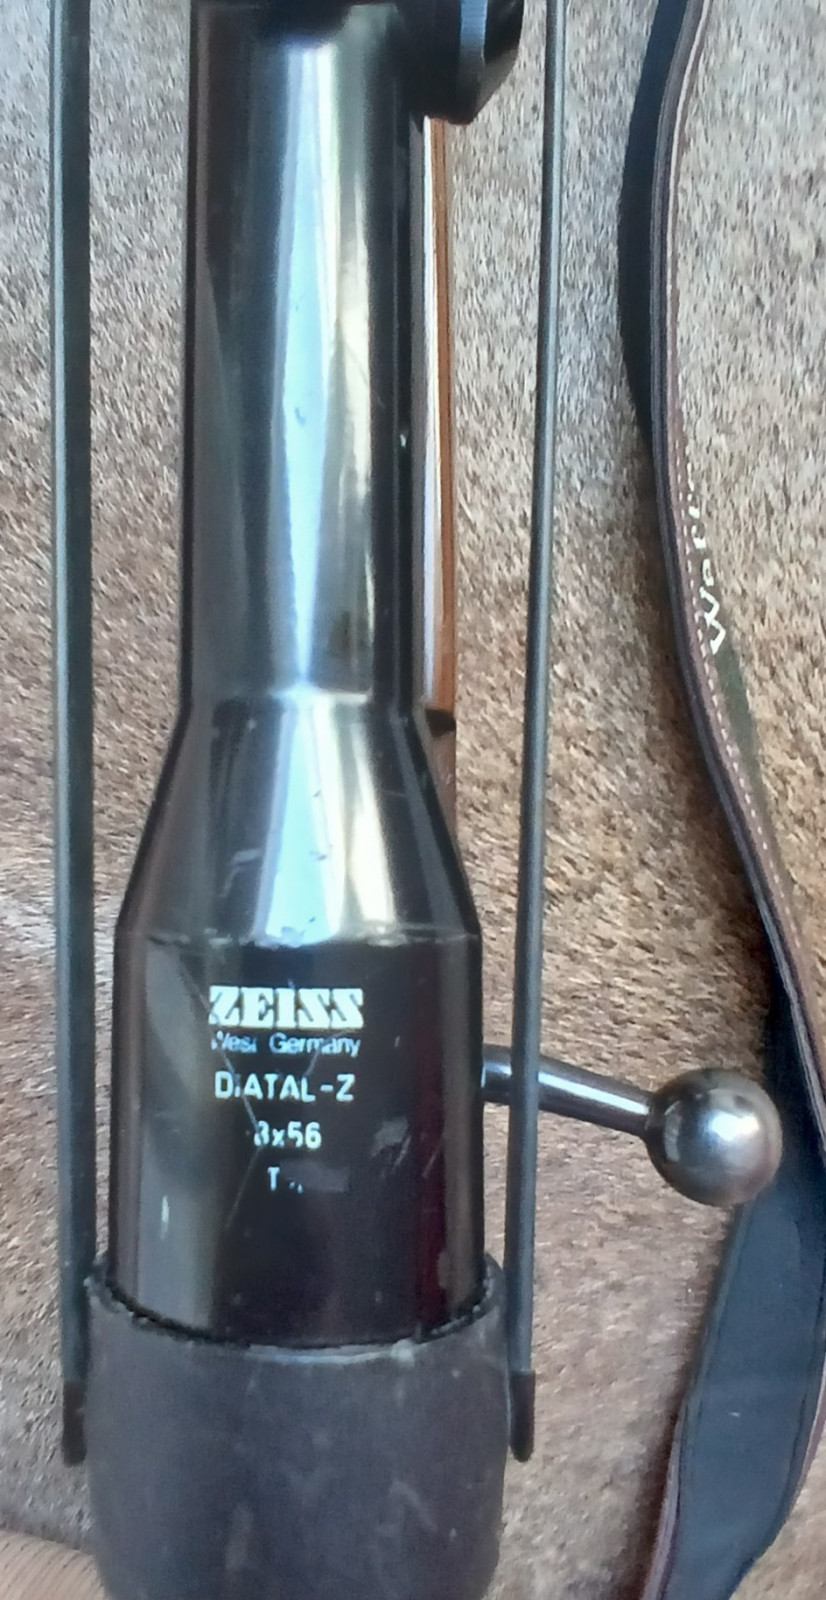 ZEISS
West Germany
DIATAL-Z
8x56
T